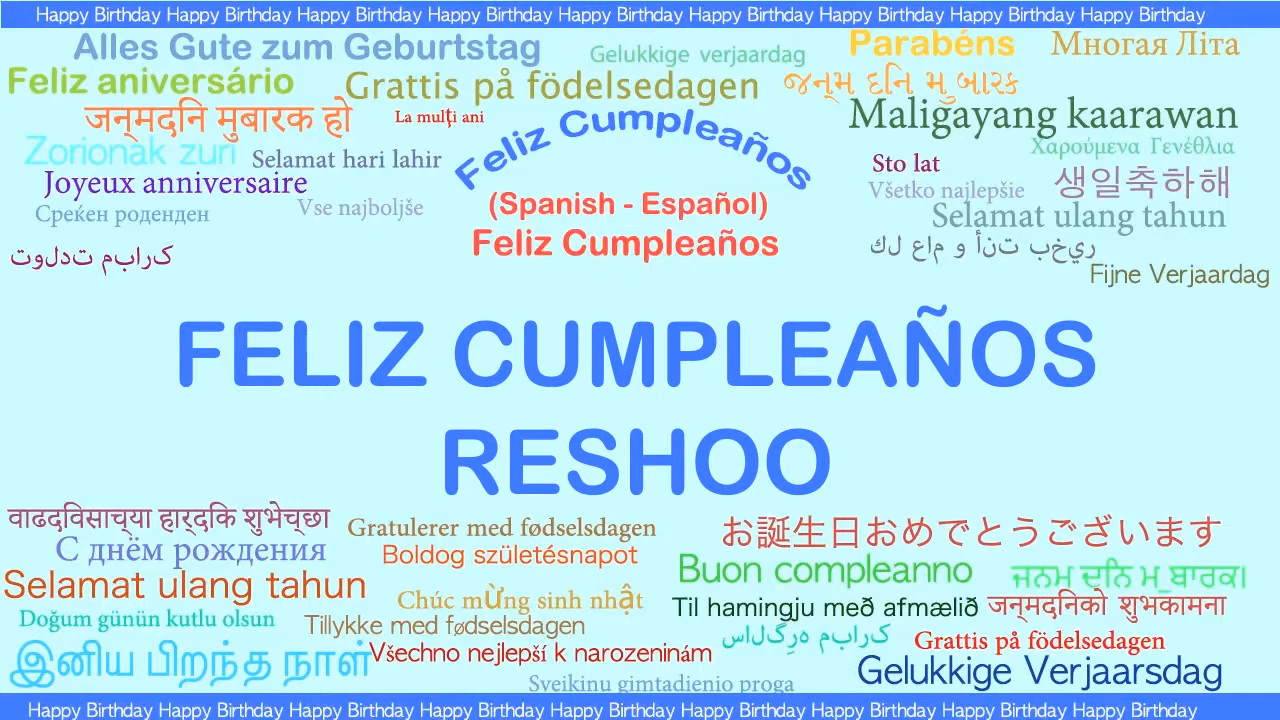 Happy Birthday Happy Birthday Happy Birthday Happy Birthday Happy Birthday Happy Birthday Happy Birthday Happy Birthday Happy Birthday
Alles Gute zum Geburtstag
Gelukkige verjaardag
Parabéns
Многая Літа
Feliz aniversário
Grattis på födelsedagen
જન્મ દિન મુબારક
जन्मदिन मुबारक हो
La mulţi ani
Feliz Cumpleaños
Maligayang kaarawan
Zorionak zuri
Selamat hari lahir
Χαρούμενα Γενέθλια
Sto lat
Joyeux anniversaire
Všetko najlepšie
생일축하해
(Spanish - Español)
Среќен роденден
Vse najboljše
Selamat ulang tahun
Feliz Cumpleaños
تولدت مبارک
كل عام و أنت بخير
Fijne Verjaardag
FELIZ CUMPLEAÑOS
RESHOO
वाढदिवसाच्या हार्दिक शुभेच्छा
Gratulerer med fødselsdagen
お誕生日おめでとうございます
С днём рождения
Boldog születésnapot
Buon compleanno
ਜਨਮ ਦਿਨ ਮੁਬਾਰਕ।
Selamat ulang tahun
Chúc mừng sinh nhật
Til hamingju með afmælið
जन्मदिनको शुभकामना
Doğum günün kutlu olsun
Tillykke med fødselsdagen
سالگرہ مبارک
Grattis på födelsedagen
இனிய பிறந்த நாள்
Všechno nejlepší k narozeninám
Gelukkige Verjaarsdag
Sveikinu gimtadienio proga
Happy Birthday Happy Birthday Happy Birthday Happy Birthday Happy Birthday Happy Birthday Happy Birthday Happy Birthday Happy Birthday